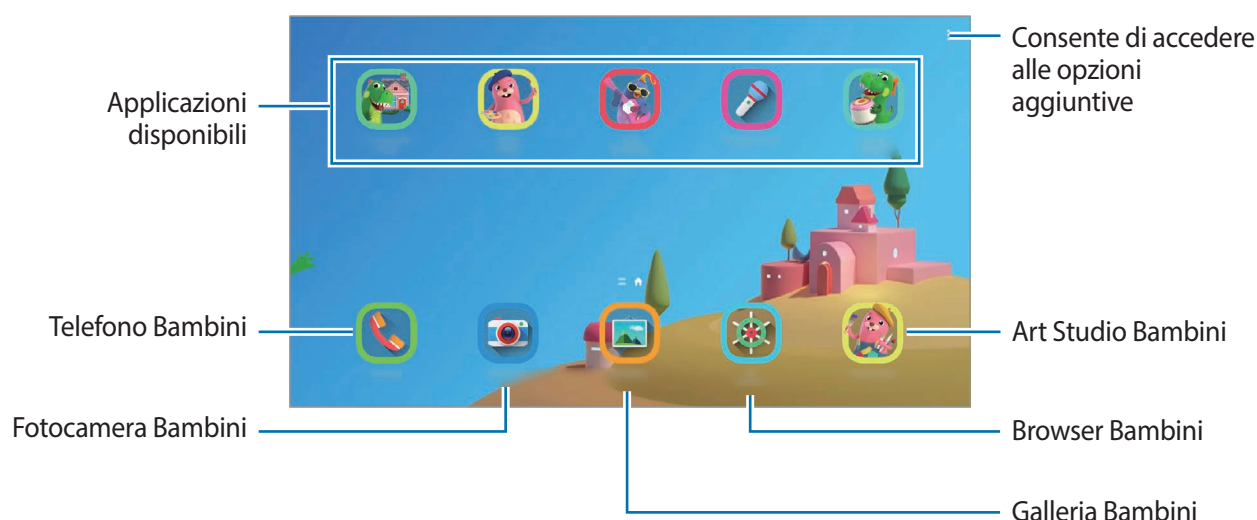 Consente di accedere
alle opzioni
aggiuntive
Applicazioni
disponibili
Telefono Bambini
Art Studio Bambini
Fotocamera Bambini
Browser Bambini
Galleria Bambini